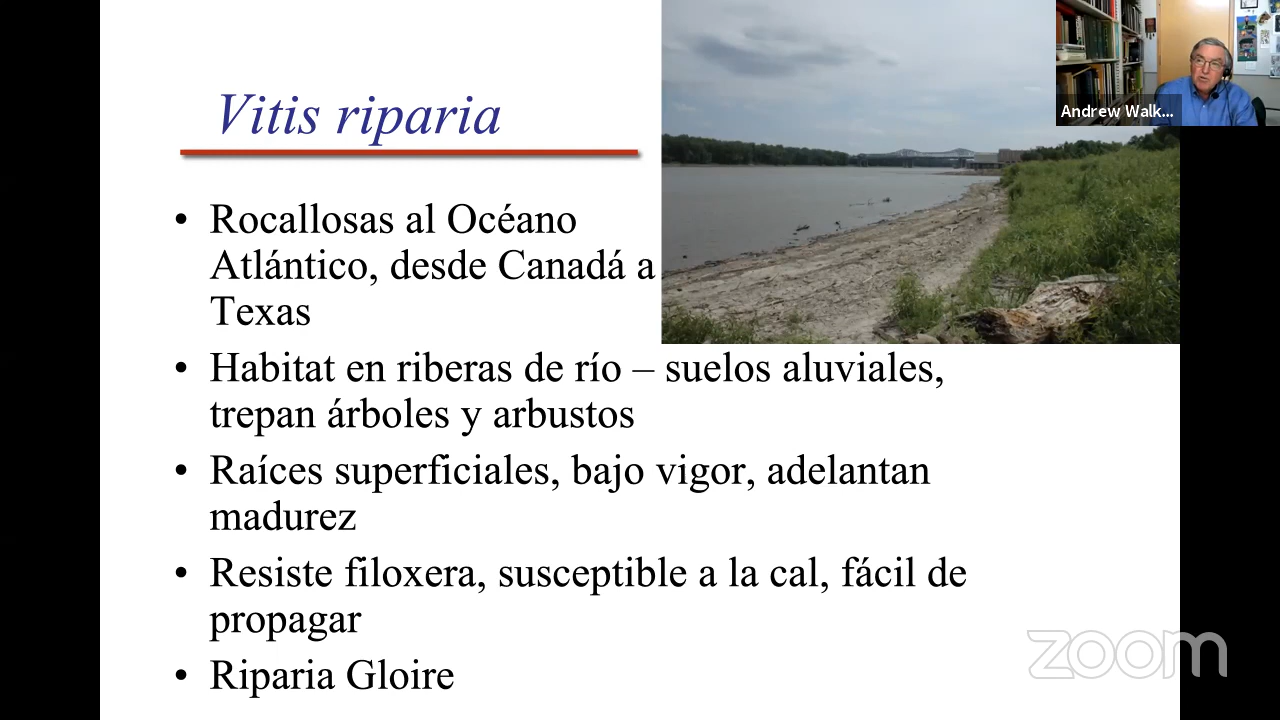 Vitis riparia
Andrew Walk...
• Rocallosas al Océano
Atlántico, desde Canadá a
Texas
• Habitat en riberas de río – suelos aluviales,
trepan árboles y arbustos
• Raíces superficiales, bajo vigor, adelantan
madurez
• Resiste filoxera, susceptible a la cal, fácil de
propagar
• Riparia Gloire
zoom